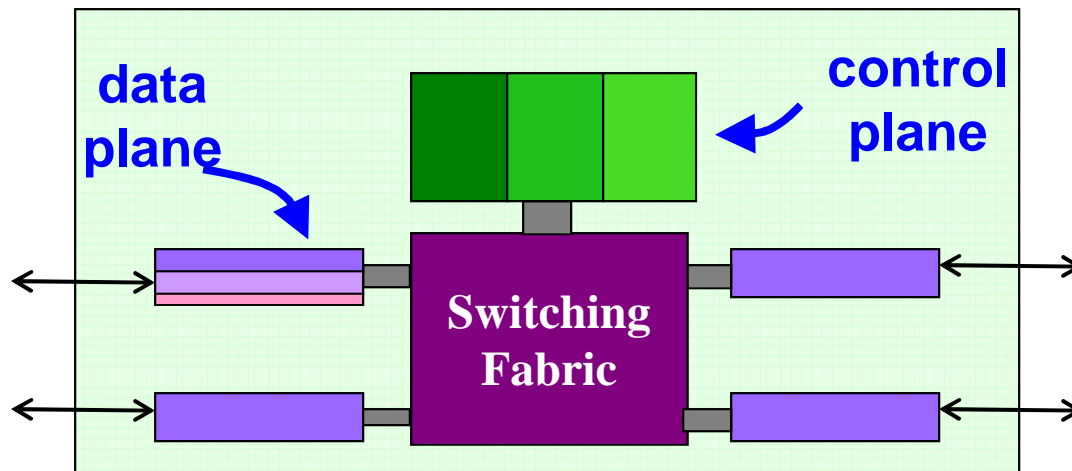 data
plane
control
plane
Switching
Fabric